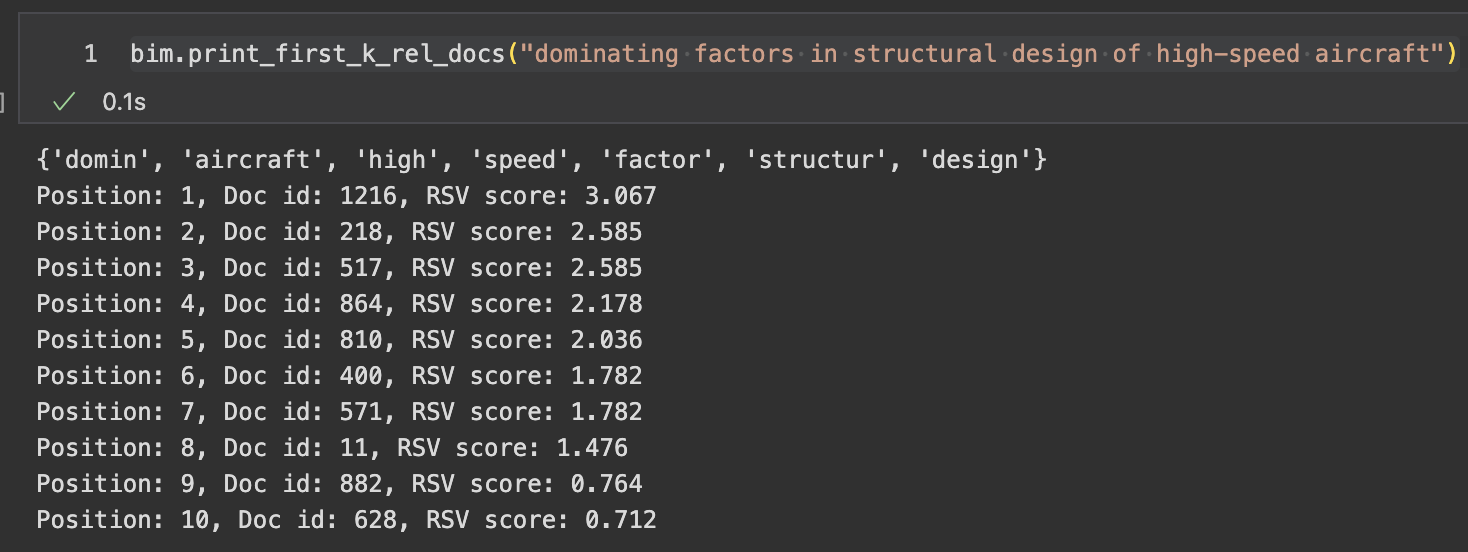 1 bim.print_first_k_rel_docs("dominating factors in structural design of high-speed aircraft")
] ✓ 0.1s
{'domin', 'aircraft', 'high', 'speed', 'factor', 'structur', 'design'}
Position: 1, Doc id: 1216, RSV score: 3.067
Position: 2, Doc id: 218, RSV score: 2.585
Position: 3, Doc id: 517, RSV score: 2.585
Position: 4, Doc id: 864, RSV score: 2.178
Position: 5, Doc id: 810, RSV score: 2.036
Position: 6, Doc id: 400, RSV score: 1.782
Position: 7, Doc id: 571, RSV score: 1.782
Position: 8, Doc id: 11, RSV score: 1.476
Position: 9, Doc id: 882, RSV score: 0.764
Position: 10, Doc id: 628, RSV score: 0.712